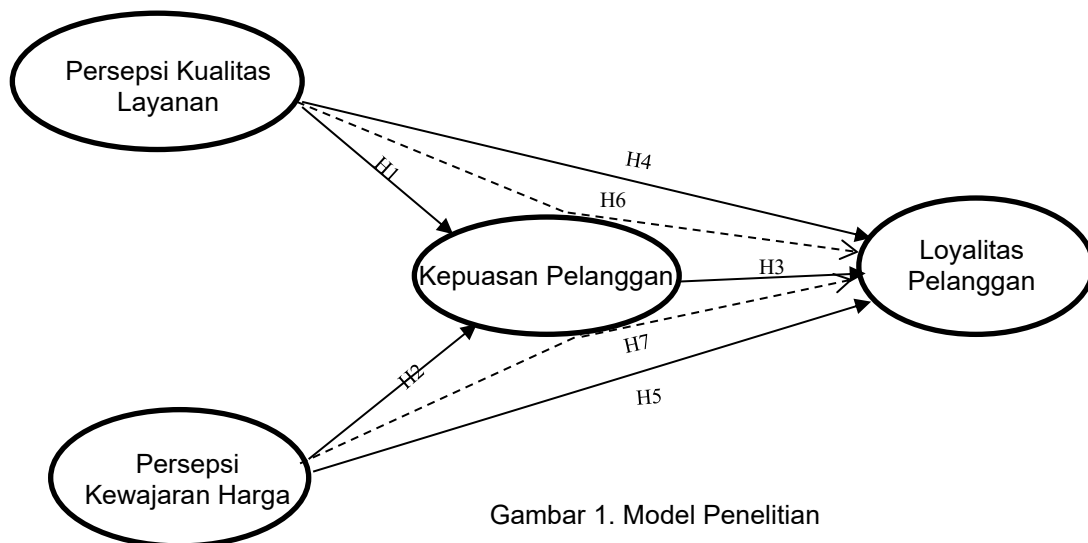 Persepsi Kualitas
Layanan
H1
H4
H6
Kepuasan Pelanggan
H3
Loyalitas
Pelanggan
H2
H7
H5
Persepsi
Kewajaran Harga
Gambar 1. Model Penelitian